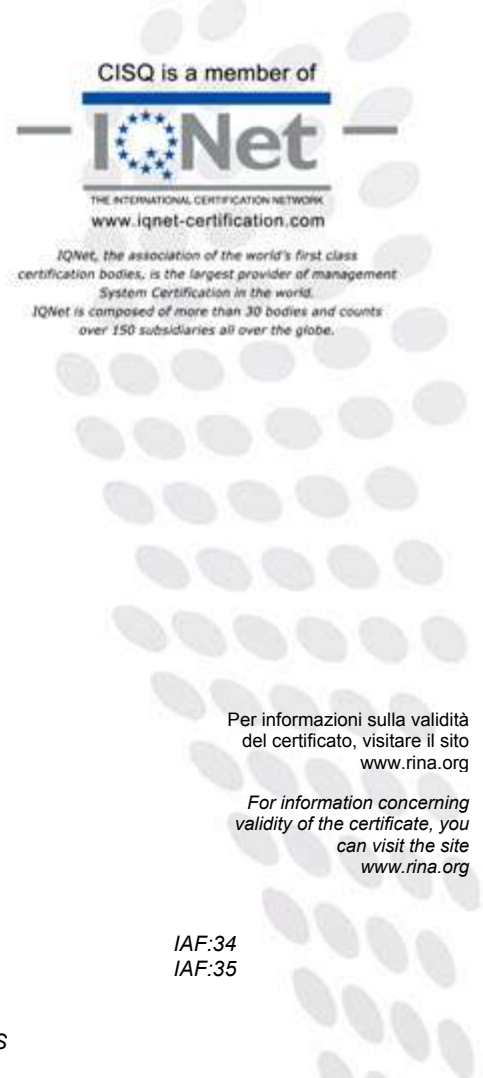 CISQ is a member of
IQNet
THE INTERNATIONAL CERTIFICATION NETWORK
www.iqnet-certification.com
IQNet, the association of the world's first class
certification bodies, is the largest provider of management
System Certification in the world.
IQNet is composed of more than 30 bodies and counts
over 150 subsidiaries all over the globe.
Per informazioni sulla validità
del certificato, visitare il sito
www.rina.org
For information concerning
validity of the certificate, you
can visit the site
www.rina.org
IAF:34
IAF:35
S